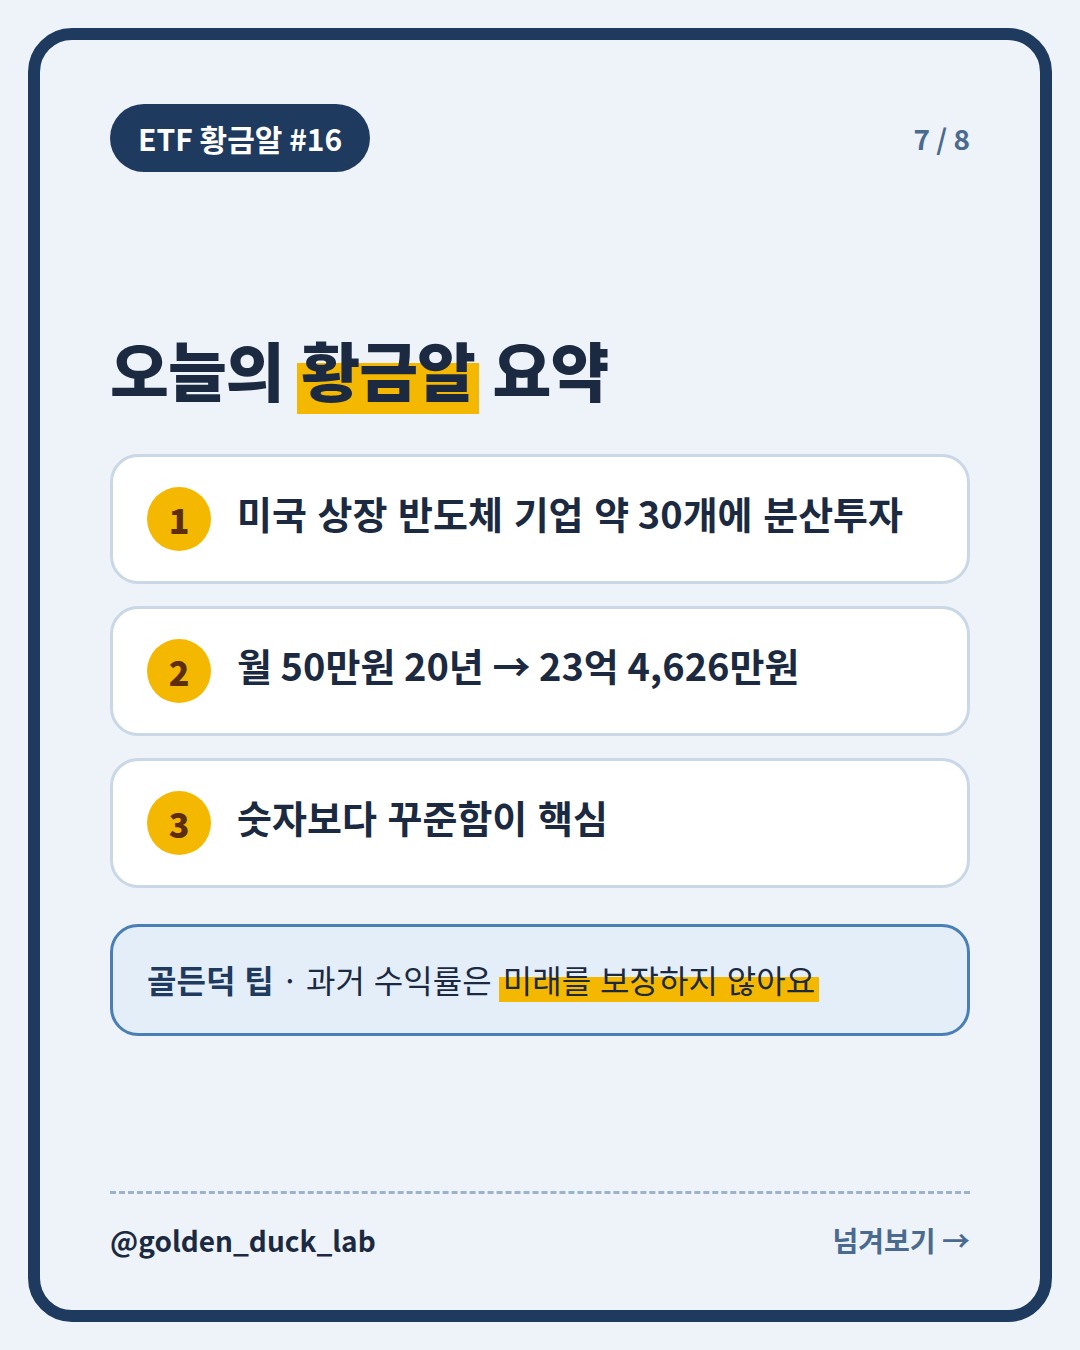 ETF 황금알 #16
7 / 8
오늘의 황금알 요약
1 미국 상장 반도체 기업 약 30개에 분산투자
2 월 50만원 20년 → 23억 4,626만원
3 숫자보다 꾸준함이 핵심
골든덕 팁 · 과거 수익률은 미래를 보장하지 않아요
@golden_duck_lab
넘겨보기 →